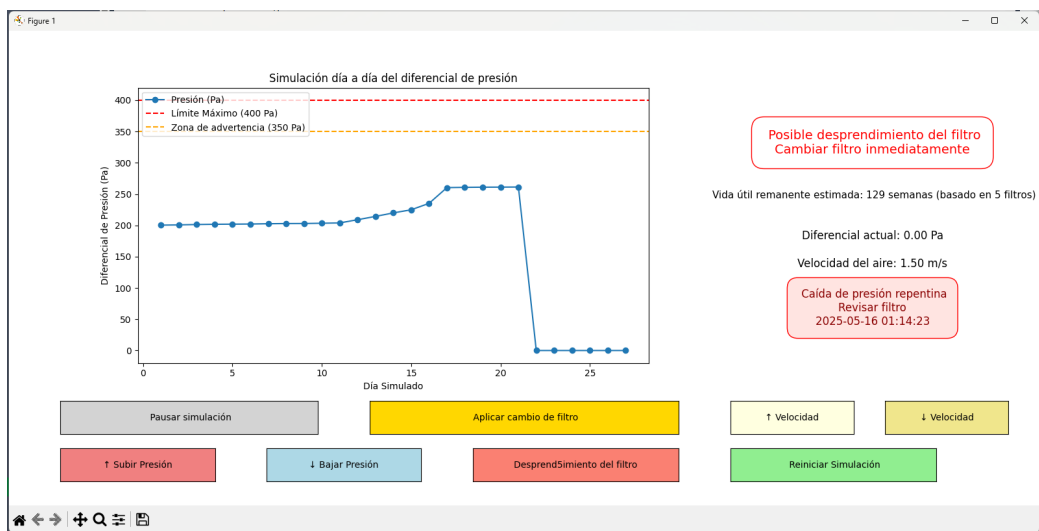 Figure 1
Simulación día a día del diferencial de presión
Presión (Pa)
Límite Máximo (400 Pa)
Zona de advertencia (350 Pa)
400
350
300
250
200
150
100
50
0
Diferencial de Presión (Pa)
0 5 10 15 20 25
Día Simulado
Posible desprendimiento del filtro
Cambiar filtro inmediatamente
Vida útil remanente estimada: 129 semanas (basado en 5 filtros)
Diferencial actual: 0.00 Pa
Velocidad del aire: 1.50 m/s
Caída de presión repentina
Revisar filtro
2025-05-16 01:14:23
Pausar simulación
Aplicar cambio de filtro
↑ Velocidad
↓ Velocidad
↑ Subir Presión
↓ Bajar Presión
Desprend5imiento del filtro
Reiniciar Simulación